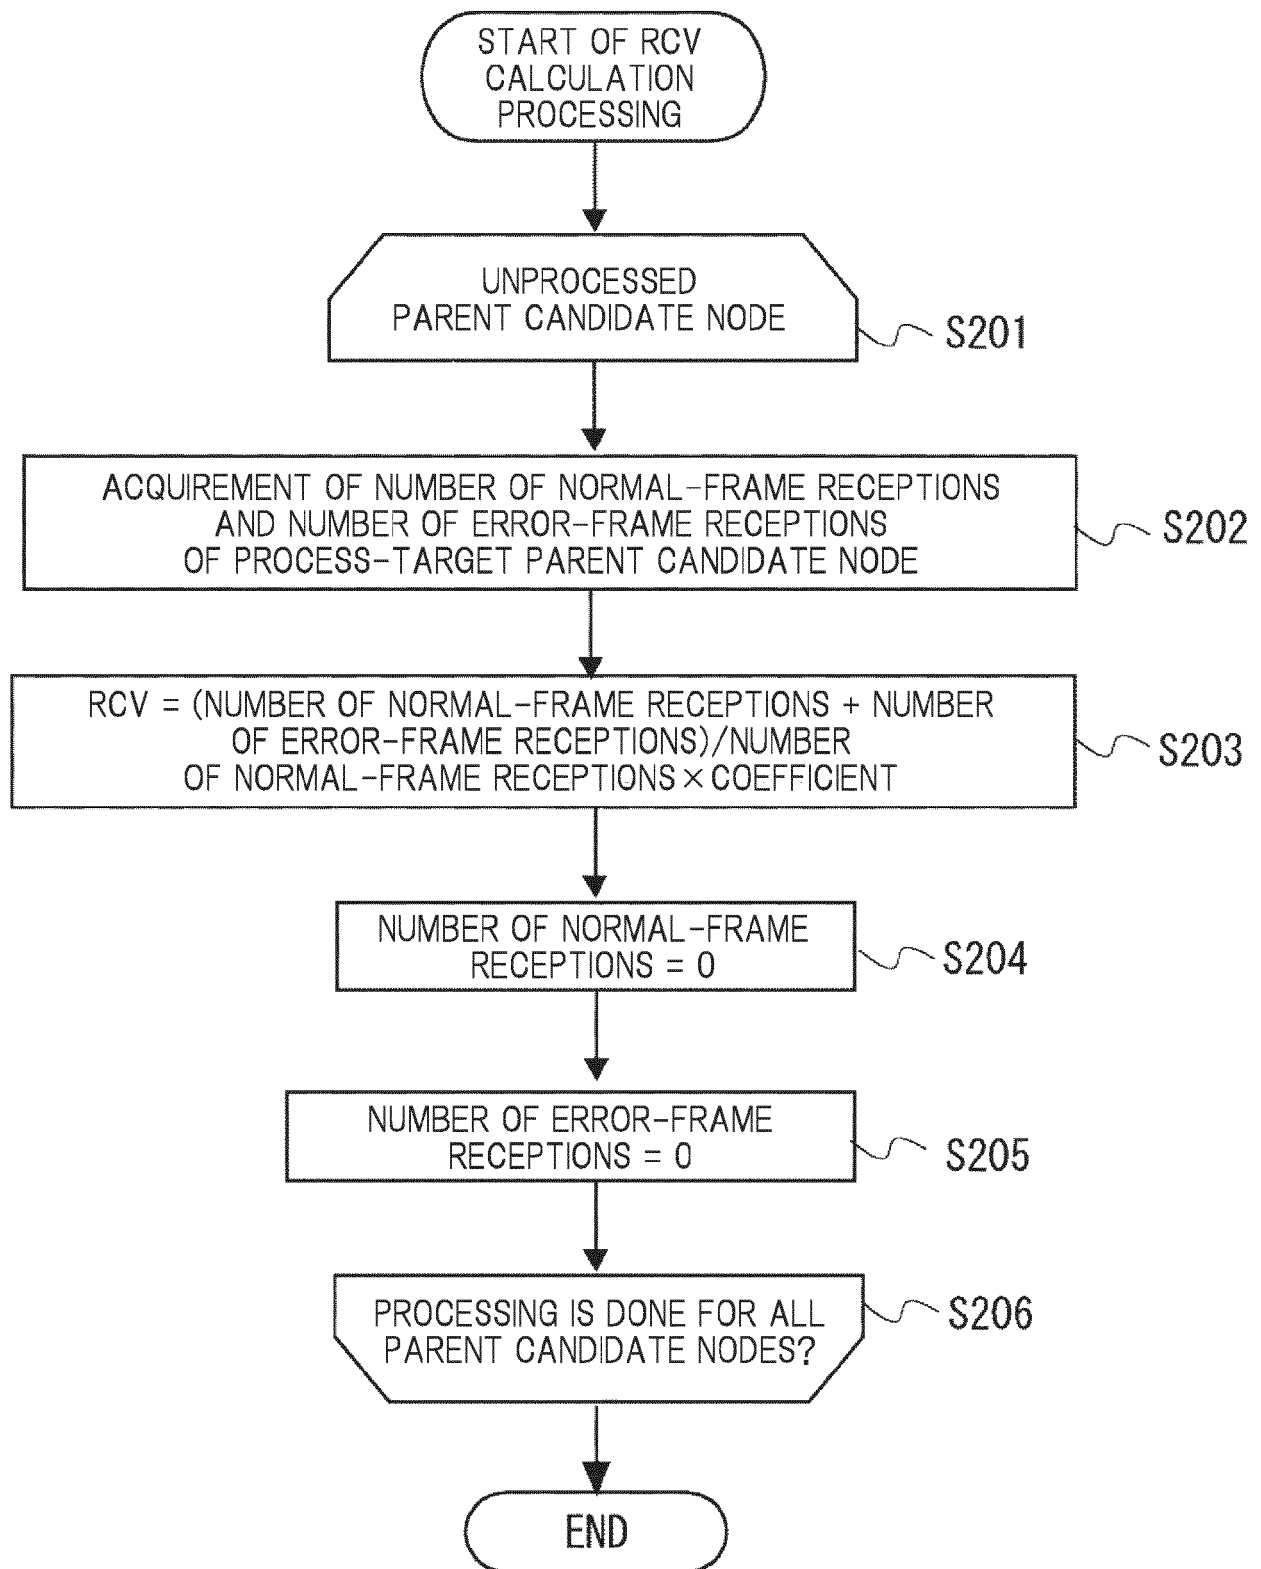 START OF RCV
CALCULATION
PROCESSING
UNPROCESSED
PARENT CANDIDATE NODE
S201
ACQUIREMENT OF NUMBER OF NORMAL-FRAME RECEPTIONS
AND NUMBER OF ERROR-FRAME RECEPTIONS
OF PROCESS-TARGET PARENT CANDIDATE NODE
S202
RCV = (NUMBER OF NORMAL-FRAME RECEPTIONS + NUMBER
OF ERROR-FRAME RECEPTIONS)/NUMBER
OF NORMAL-FRAME RECEPTIONS×COEFFICIENT
S203
NUMBER OF NORMAL-FRAME
RECEPTIONS = 0
S204
NUMBER OF ERROR-FRAME
RECEPTIONS = 0
S205
PROCESSING IS DONE FOR ALL
PARENT CANDIDATE NODES?
S206
END